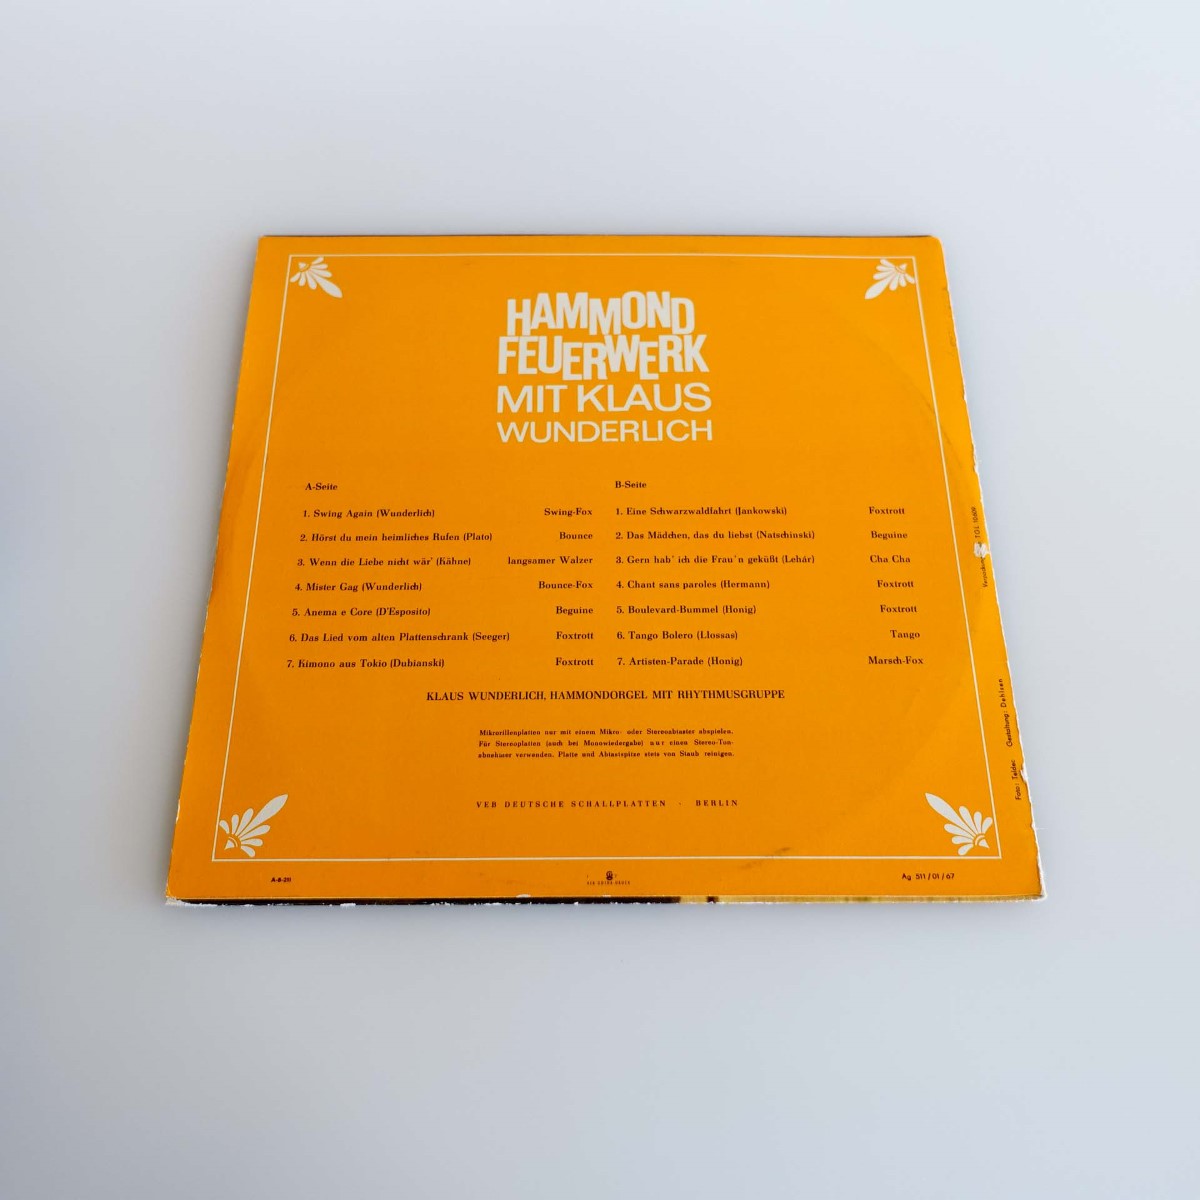 HAMMOND
FEUERWERK
MIT KLAUS
WUNDERLICH
A-Seite
1. Swing Again (Wunderlich) Swing-Fox
2. Hörst du mein heimliches Rufen (Plato) Bounce
3. Wenn die Liebe nicht wär' (Kähne) langsamer Walzer
4. Mister Gag (Wunderlich) Bounce-Fox
5. Anema e Core (D'Esposito) Beguine
6. Das Lied vom alten Plattenschrank (Seeger) Foxtrott
7. Kimono aus Tokio (Dubianski) Foxtrott
B-Seite
1. Eine Schwarzwaldfahrt (Jankowski) Foxtrott
2. Das Mädchen, das du liebst (Natschinski) Beguine
3. Gern hab' ich die Frau'n geküßt (Lehár) Cha Cha
4. Chant sans paroles (Hermann) Foxtrott
5. Boulevard-Bummel (Honig) Foxtrott
6. Tango Bolero (Llossas) Tango
7. Artisten-Parade (Honig) Marsch-Fox
KLAUS WUNDERLICH, HAMMONDORGEL MIT RHYTHMUSGRUPPE
Mikrorillenplatten nur mit einem Mikro- oder Stereoabtaster abspielen.
Für Stereoplatten (auch bei Monowiedergabe) nur einen Stereo-Ton-
abnehmer verwenden. Platte und Abtastspitze stets von Staub reinigen.
VEB DEUTSCHE SCHALLPLATTEN · BERLIN
A-B-211
Ag 511/01/67
Foto: Teldec Gestaltung: Dehlsen
TGL 10609